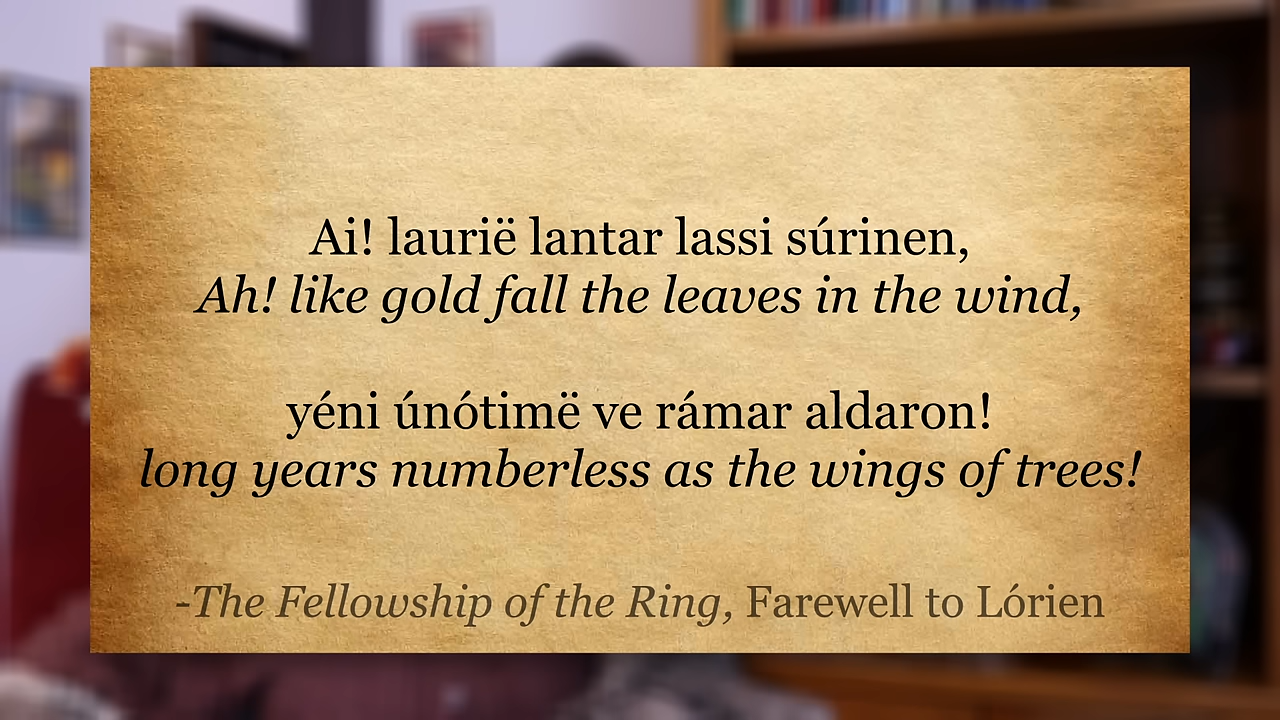 Ai! laurië lantar lassi súrinen,
Ah! like gold fall the leaves in the wind,
yéni únótimë ve rámar aldaron!
long years numberless as the wings of trees!
-The Fellowship of the Ring, Farewell to Lórien